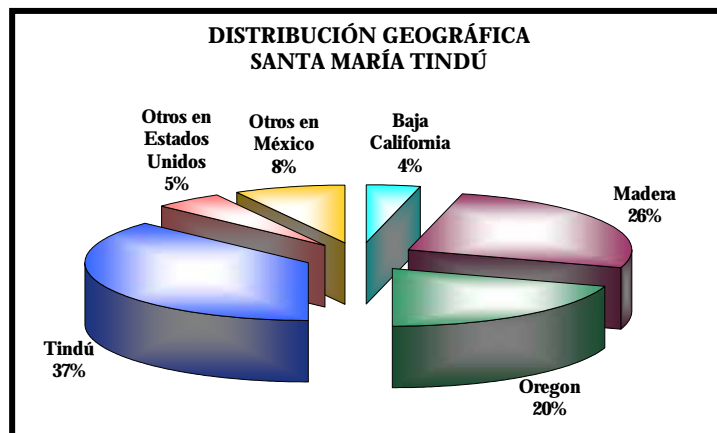 DISTRIBUCIÓN GEOGRÁFICA
SANTA MARÍA TINDÚ
Otros en
Estados
Unidos
5%
Otros en
México
8%
Baja
California
4%
Madera
26%
Tindú
37%
Oregon
20%